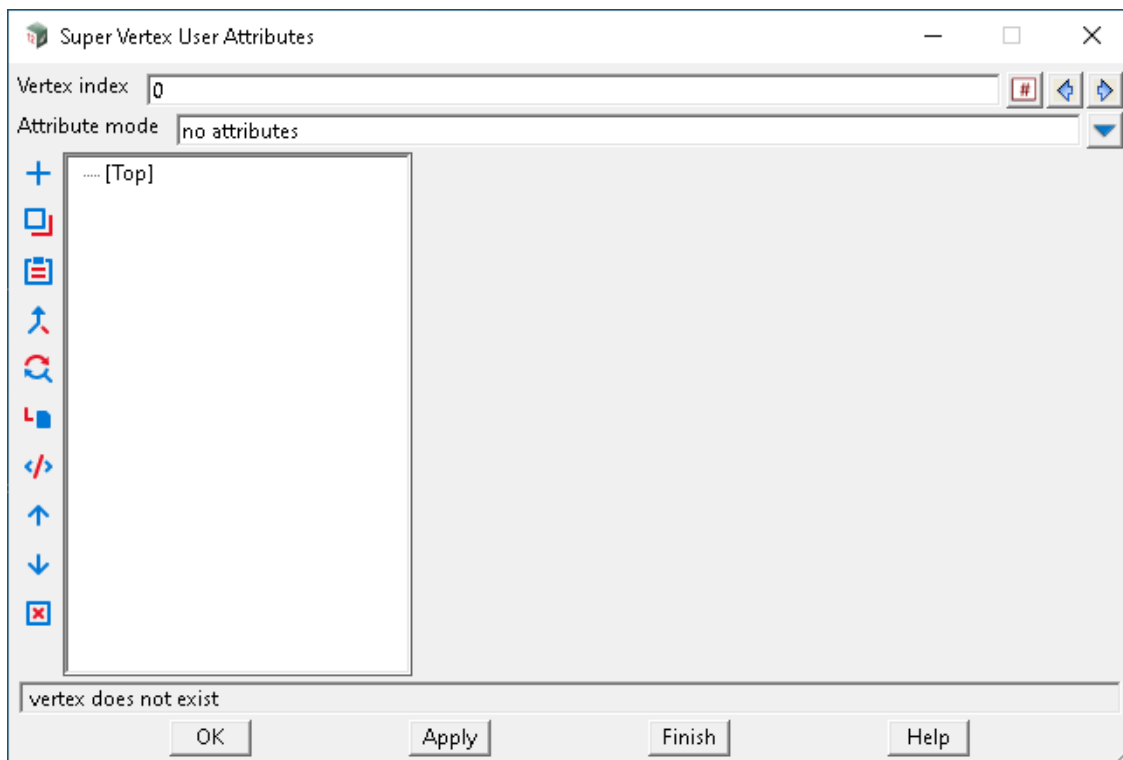 Super Vertex User Attributes
Vertex index 0 #
Attribute mode no attributes
[Top]
vertex does not exist
OK Apply Finish Help